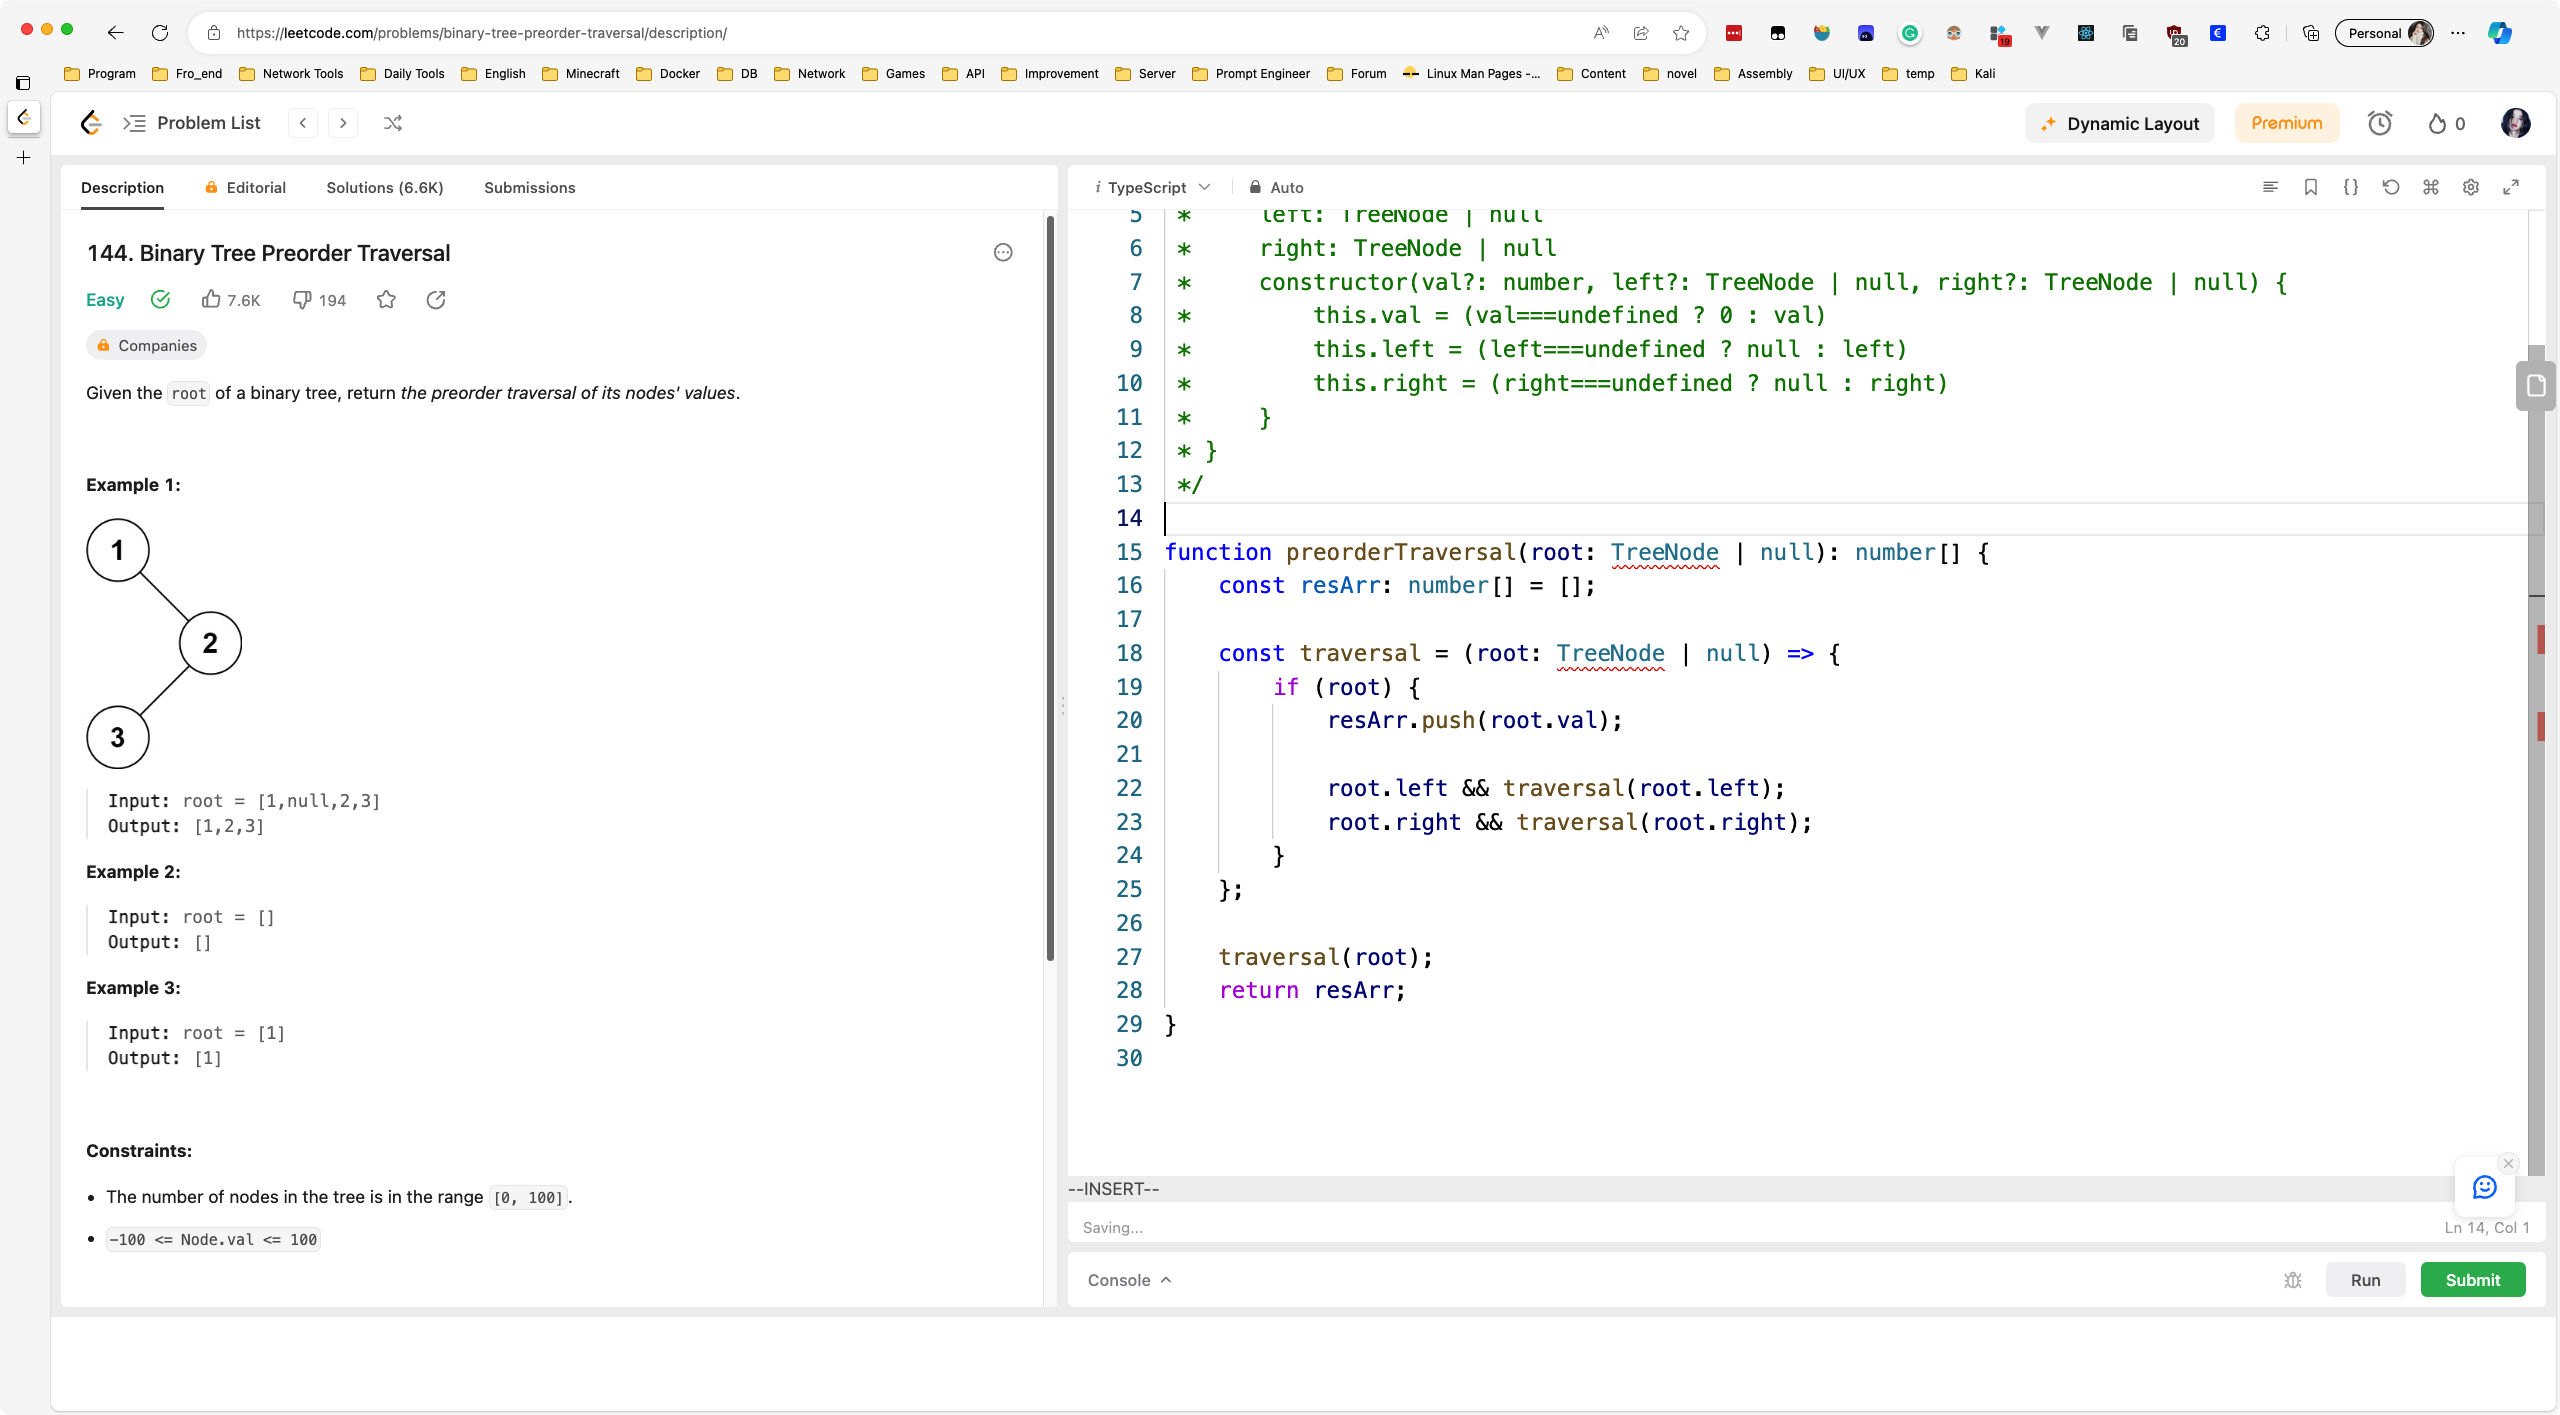 https://leetcode.com/problems/binary-tree-preorder-traversal/description/
Personal
Program Fro_end Network Tools Daily Tools English Minecraft Docker DB Network Games API Improvement Server Prompt Engineer Forum Linux Man Pages -... Content novel Assembly UI/UX temp Kali
Problem List
Dynamic Layout
Premium
0
Description Editorial Solutions (6.6K) Submissions
144. Binary Tree Preorder Traversal
Easy 7.6K 194
Companies
Given the root of a binary tree, return the preorder traversal of its nodes' values.
Example 1:
1
2
3
Input: root = [1,null,2,3]
Output: [1,2,3]
Example 2:
Input: root = []
Output: []
Example 3:
Input: root = [1]
Output: [1]
Constraints:
• The number of nodes in the tree is in the range [0, 100].
• -100 <= Node.val <= 100
i TypeScript Auto
5 * left: TreeNode | null
6 * right: TreeNode | null
7 * constructor(val?: number, left?: TreeNode | null, right?: TreeNode | null) {
8 * this.val = (val===undefined ? 0 : val)
9 * this.left = (left===undefined ? null : left)
10 * this.right = (right===undefined ? null : right)
11 * }
12 * }
13 */
14
15 function preorderTraversal(root: TreeNode | null): number[] {
16 const resArr: number[] = [];
17
18 const traversal = (root: TreeNode | null) => {
19 if (root) {
20 resArr.push(root.val);
21
22 root.left && traversal(root.left);
23 root.right && traversal(root.right);
24 }
25 };
26
27 traversal(root);
28 return resArr;
29 }
30
--INSERT--
Saving...
Ln 14, Col 1
Console
Run
Submit